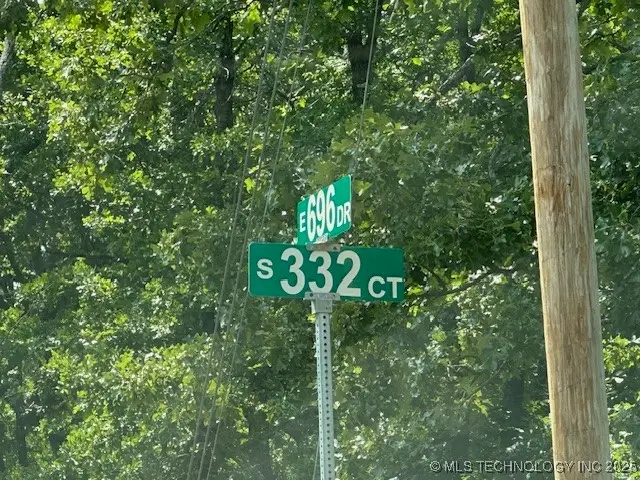 E 696 DR
S 332 CT
© MLS TECHNOLOGY INC 2025